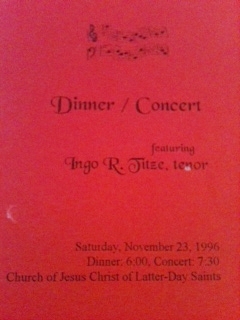 Dinner / Concert
featuring
Ingo R. Titze, tenor
Saturday, November 23, 1996
Dinner: 6:00, Concert: 7:30
Church of Jesus Christ of Latter-Day Saints